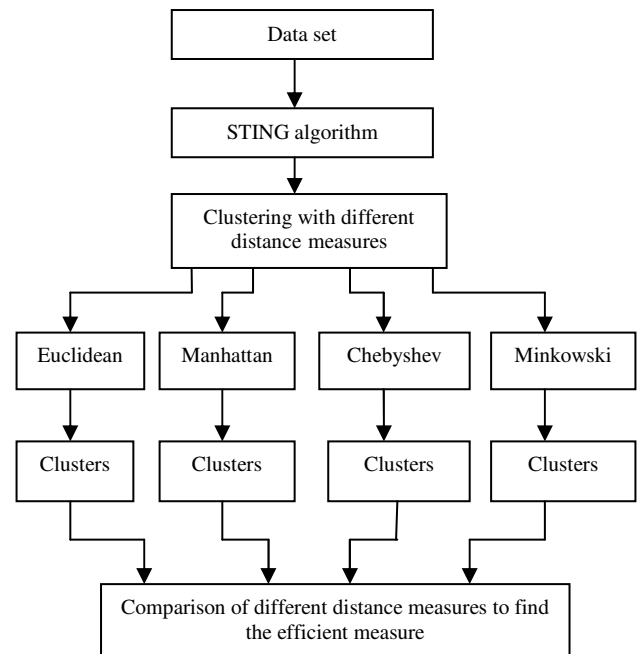 Data set
STING algorithm
Clustering with different
distance measures
Euclidean
Manhattan
Chebyshev
Minkowski
Clusters
Clusters
Clusters
Clusters
Comparison of different distance measures to find
the efficient measure